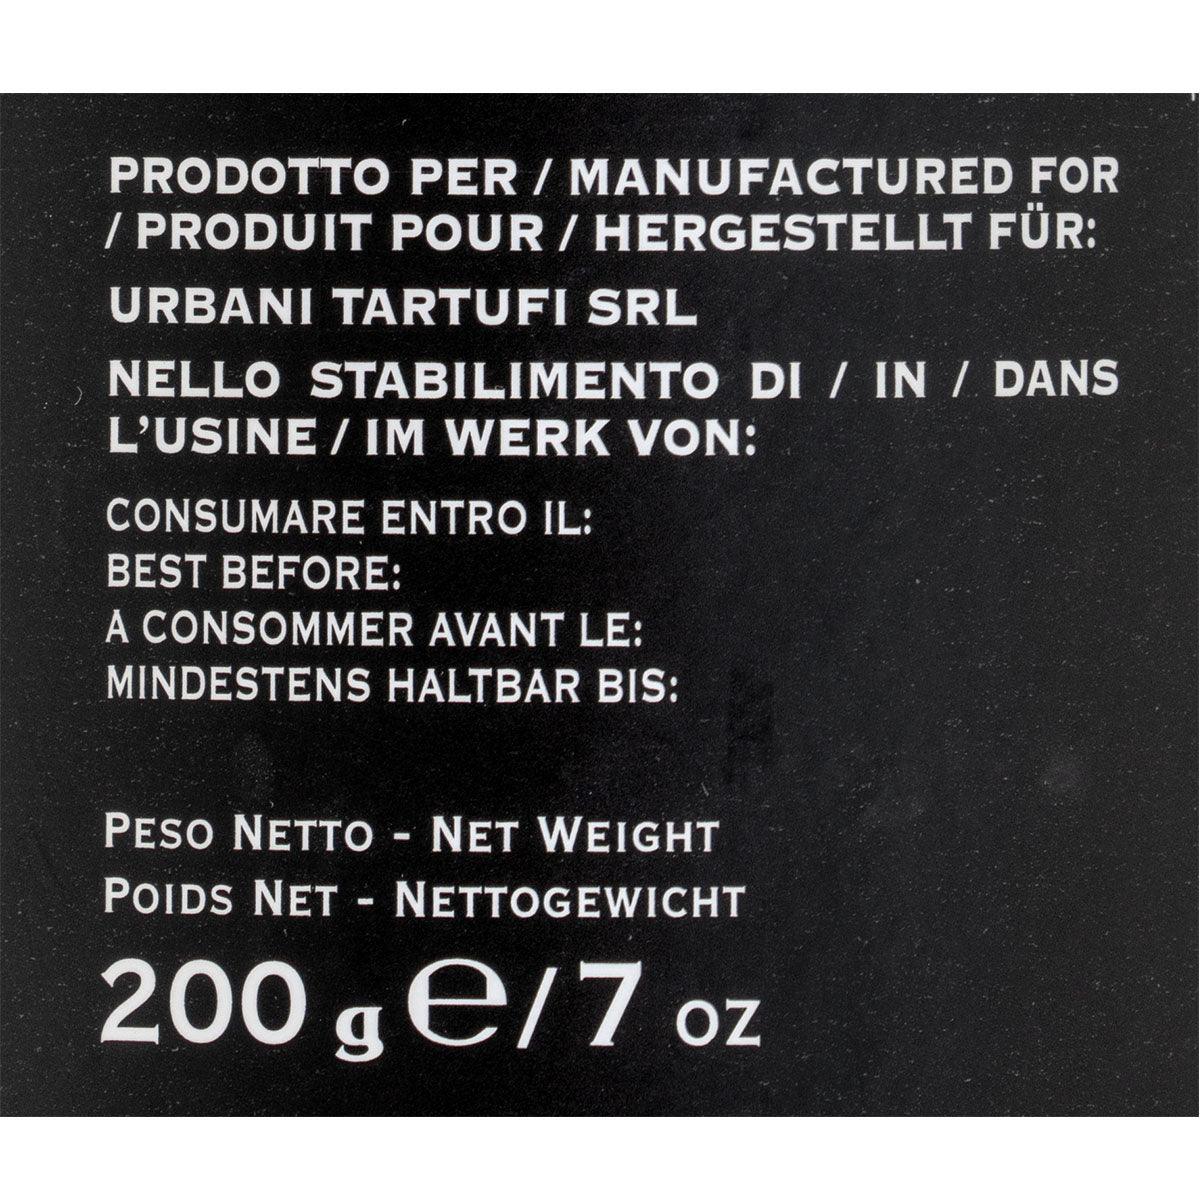 PRODOTTO PER / MANUFACTURED FOR
/ PRODUIT POUR / HERGESTELLT FÜR:
URBANI TARTUFI SRL
NELLO STABILIMENTO DI / IN / DANS
L'USINE / IM WERK VON:
CONSUMARE ENTRO IL:
BEST BEFORE:
A CONSOMMER AVANT LE:
MINDESTENS HALTBAR BIS:
PESO NETTO - NET WEIGHT
POIDS NET - NETTOGEWICHT
200 g ℮ / 7 oz